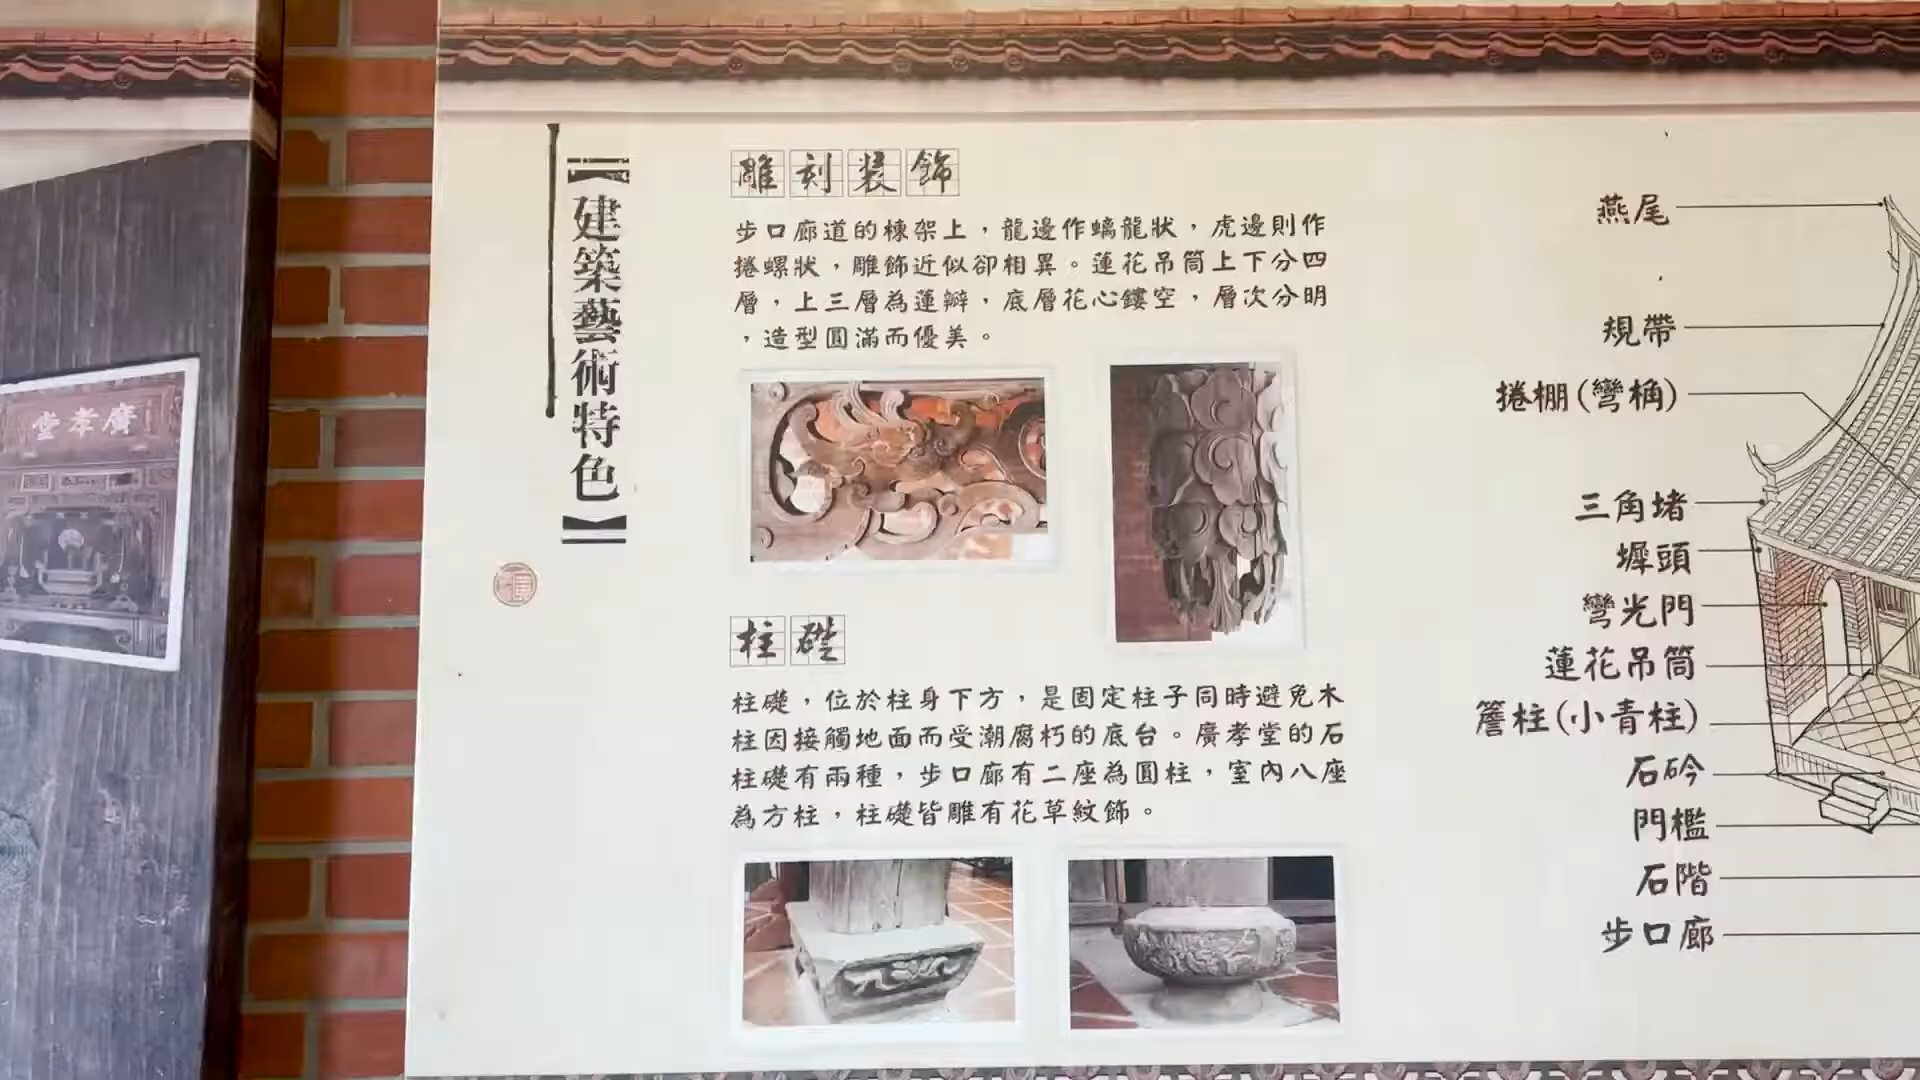 堂孝廣
【建築藝術特色】
雕刻裝飾
步口廊道的棟架上，龍邊作螭龍狀，虎邊則作
捲螺狀，雕飾近似卻相異。蓮花吊筒上下分四
層，上三層為蓮瓣，底層花心鏤空，層次分明
，造型圓滿而優美。
柱礎
柱礎，位於柱身下方，是固定柱子同時避免木
柱因接觸地面而受潮腐朽的底台。廣孝堂的石
柱礎有兩種，步口廊有二座為圓柱，室內八座
為方柱，柱礎皆雕有花草紋飾。
燕尾
規帶
捲棚(彎桷)
三角堵
墀頭
彎光門
蓮花吊筒
簷柱(小青柱)
石砛
門檻
石階
步口廊